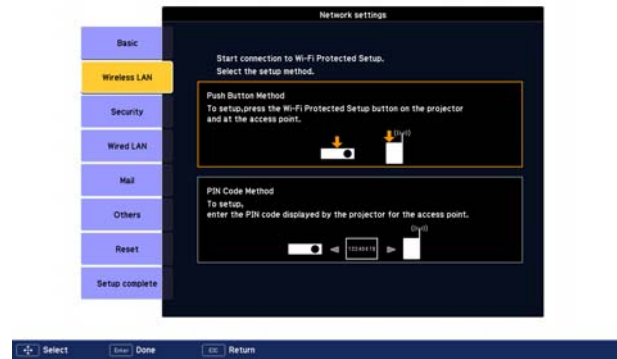 Network settings
Basic
Wireless LAN
Security
Wired LAN
Mail
Others
Reset
Setup complete
Start connection to Wi-Fi Protected Setup.
Select the setup method.
Push Button Method
To setup,press the Wi-Fi Protected Setup button on the projector
and at the access point.
PIN Code Method
To setup,
enter the PIN code displayed by the projector for the access point.
12345678
Select
Enter Done
ESC Return